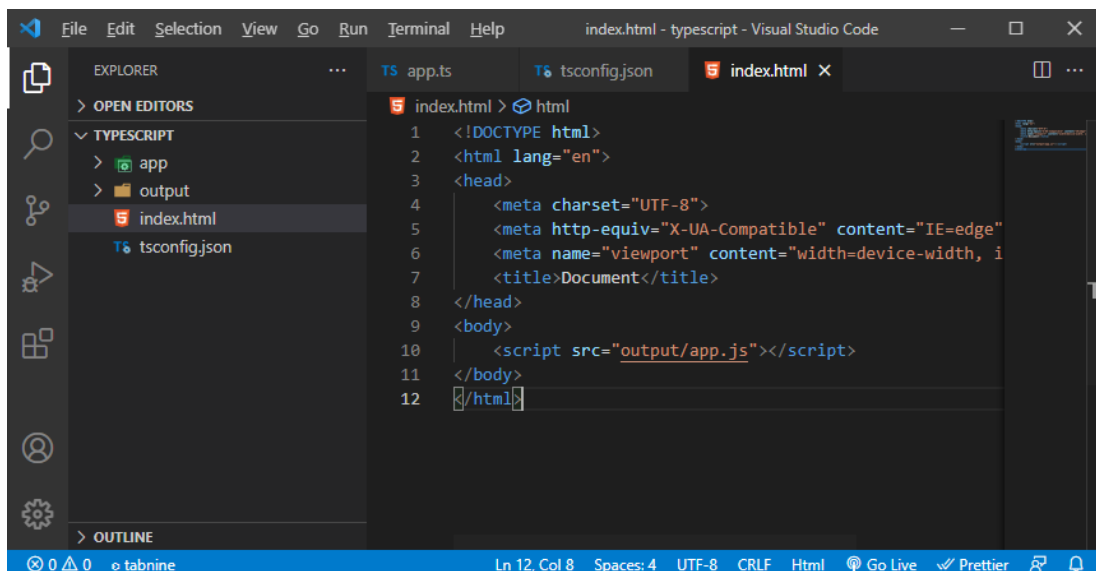 File Edit Selection View Go Run Terminal Help index.html - typescript - Visual Studio Code
EXPLORER
OPEN EDITORS
TYPESCRIPT
app
output
index.html
tsconfig.json
OUTLINE
TS app.ts TS tsconfig.json index.html
index.html > html
1 <!DOCTYPE html>
2 <html lang="en">
3 <head>
4 <meta charset="UTF-8">
5 <meta http-equiv="X-UA-Compatible" content="IE=edge"
6 <meta name="viewport" content="width=device-width, i
7 <title>Document</title>
8 </head>
9 <body>
10 <script src="output/app.js"></script>
11 </body>
12 </html>
0 0 tabnine Ln 12, Col 8 Spaces: 4 UTF-8 CRLF Html Go Live Prettier